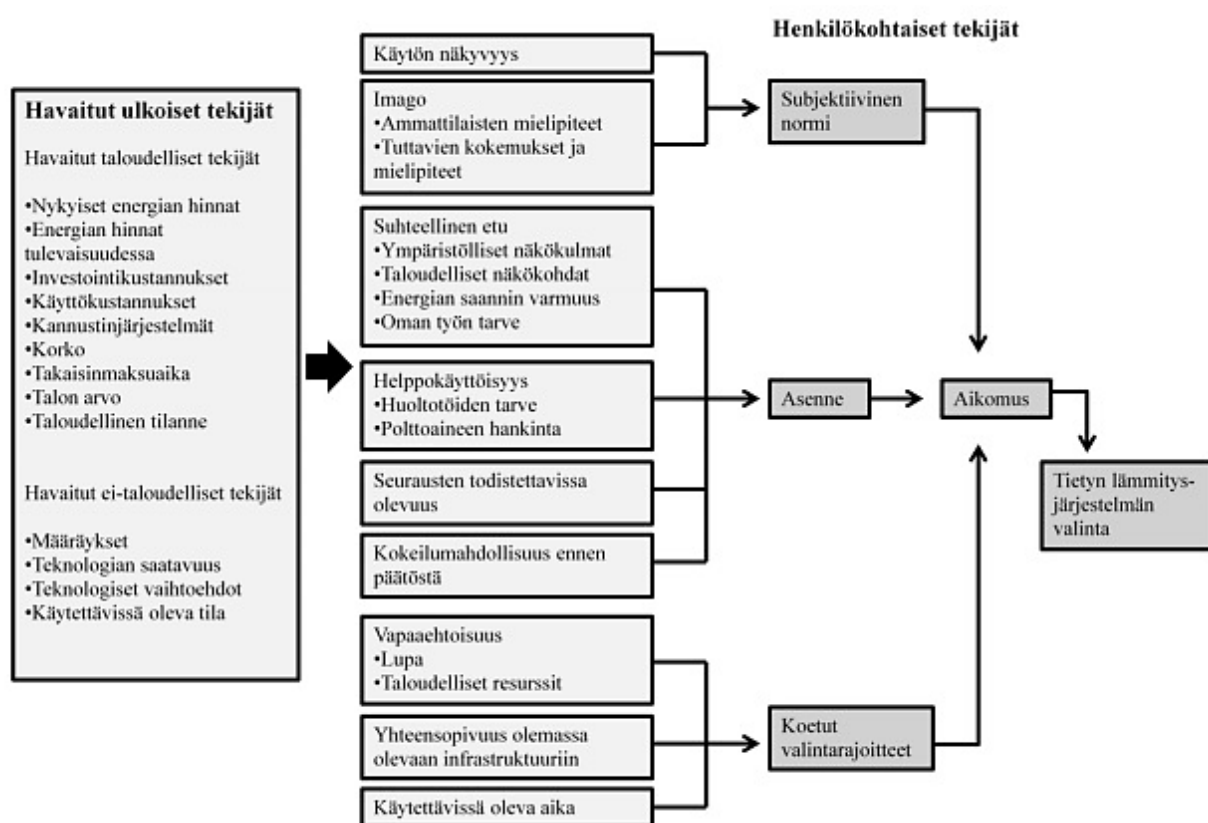 Havaitut ulkoiset tekijät
Havaitut taloudelliset tekijät
•Nykyiset energian hinnat
•Energian hinnat
tulevaisuudessa
•Investointikustannukset
•Käyttökustannukset
•Kannustinjärjestelmät
•Korko
•Takaisinmaksuaika
•Talon arvo
•Taloudellinen tilanne
Havaitut ei-taloudelliset tekijät
•Määräykset
•Teknologian saatavuus
•Teknologiset vaihtoehdot
•Käytettävissä oleva tila
Käytön näkyvyys
Imago
•Ammattilaisten mielipiteet
•Tuttavien kokemukset ja
mielipiteet
Suhteellinen etu
•Ympäristölliset näkökulmat
•Taloudelliset näkökohdat
•Energian saannin varmuus
•Oman työn tarve
Helppokäyttöisyys
•Huoltotöiden tarve
•Polttoaineen hankinta
Seurausten todistettavissa
olevuus
Kokeilumahdollisuus ennen
päätöstä
Vapaaehtoisuus
•Lupa
•Taloudelliset resurssit
Yhteensopivuus olemassa
olevaan infrastruktuuriin
Käytettävissä oleva aika
Henkilökohtaiset tekijät
Subjektiivinen
normi
Asenne
Koetut
valintarajoitteet
Aikomus
Tietyn lämmitys-
järjestelmän
valinta